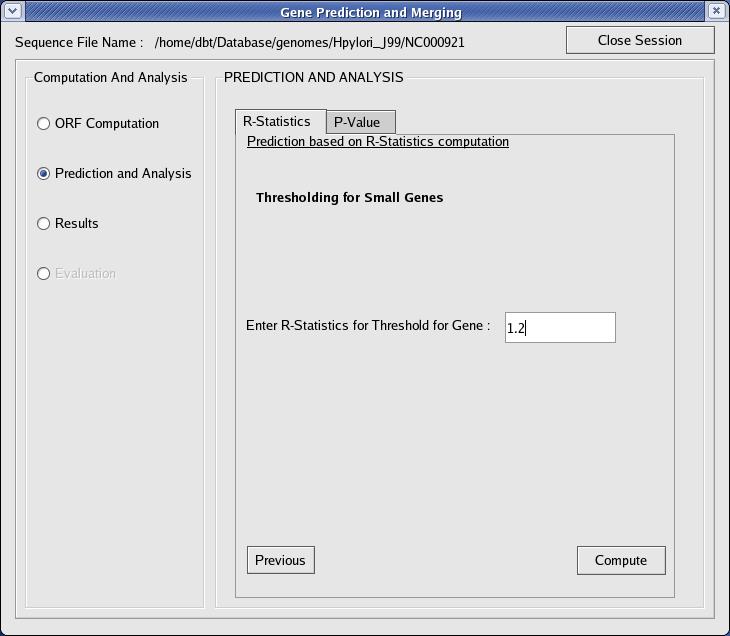 Gene Prediction and Merging
Sequence File Name : /home/dbt/Database/genomes/Hpylori_J99/NC000921
Close Session
Computation And Analysis
ORF Computation
Prediction and Analysis
Results
Evaluation
PREDICTION AND ANALYSIS
R-Statistics
P-Value
Prediction based on R-Statistics computation
Thresholding for Small Genes
Enter R-Statistics for Threshold for Gene : 1.2
Previous
Compute